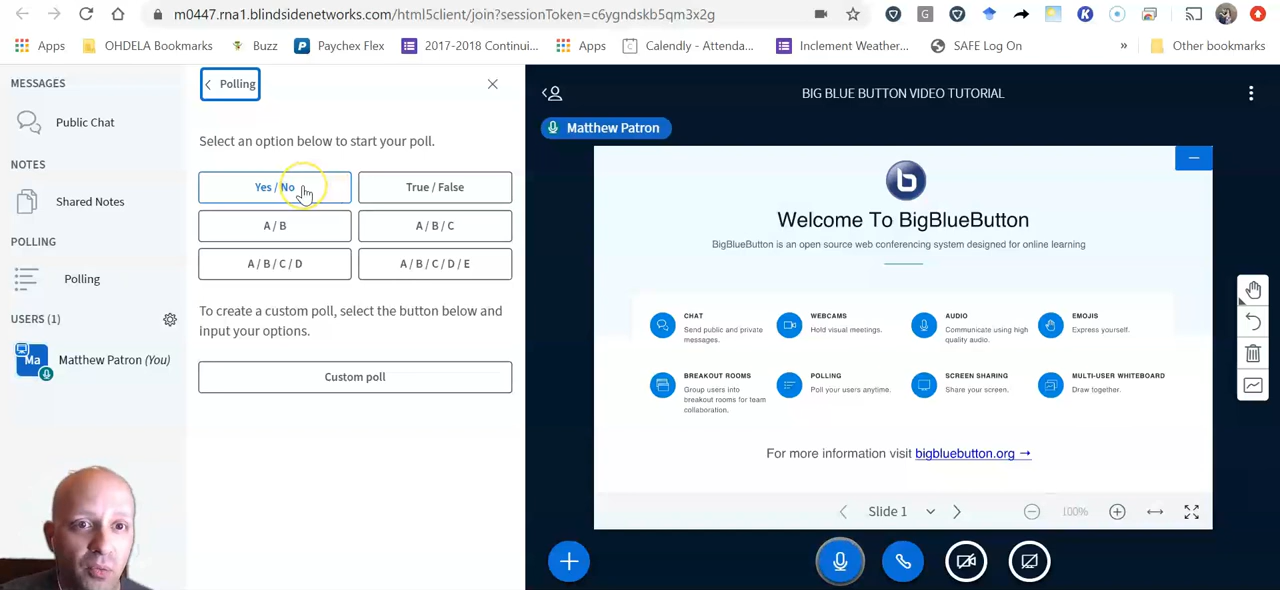 m0447.rna1.blindsidenetworks.com/html5client/join?sessionToken=c6ygndskb5qm3x2g
Apps
OHDELA Bookmarks
Buzz
Paychex Flex
2017-2018 Continui...
Apps
Calendly - Attenda...
Inclement Weather...
SAFE Log On
»
Other bookmarks
MESSAGES
Public Chat
NOTES
Shared Notes
POLLING
Polling
USERS (1)
Ma
Matthew Patron (You)
Polling
Select an option below to start your poll.
Yes / No
True / False
A / B
A / B / C
A / B / C / D
A / B / C / D / E
To create a custom poll, select the button below and
input your options.
Custom poll
BIG BLUE BUTTON VIDEO TUTORIAL
Matthew Patron
b
Welcome To BigBlueButton
BigBlueButton is an open source web conferencing system designed for online learning
CHAT
Send public and private
messages.
WEBCAMS
Hold visual meetings.
AUDIO
Communicate using high
quality audio.
EMOJIS
Express yourself.
BREAKOUT ROOMS
Group users into
breakout rooms for team
collaboration.
POLLING
Poll your users anytime.
SCREEN SHARING
Share your screen.
MULTI-USER WHITEBOARD
Draw together.
For more information visit bigbluebutton.org →
Slide 1
100%